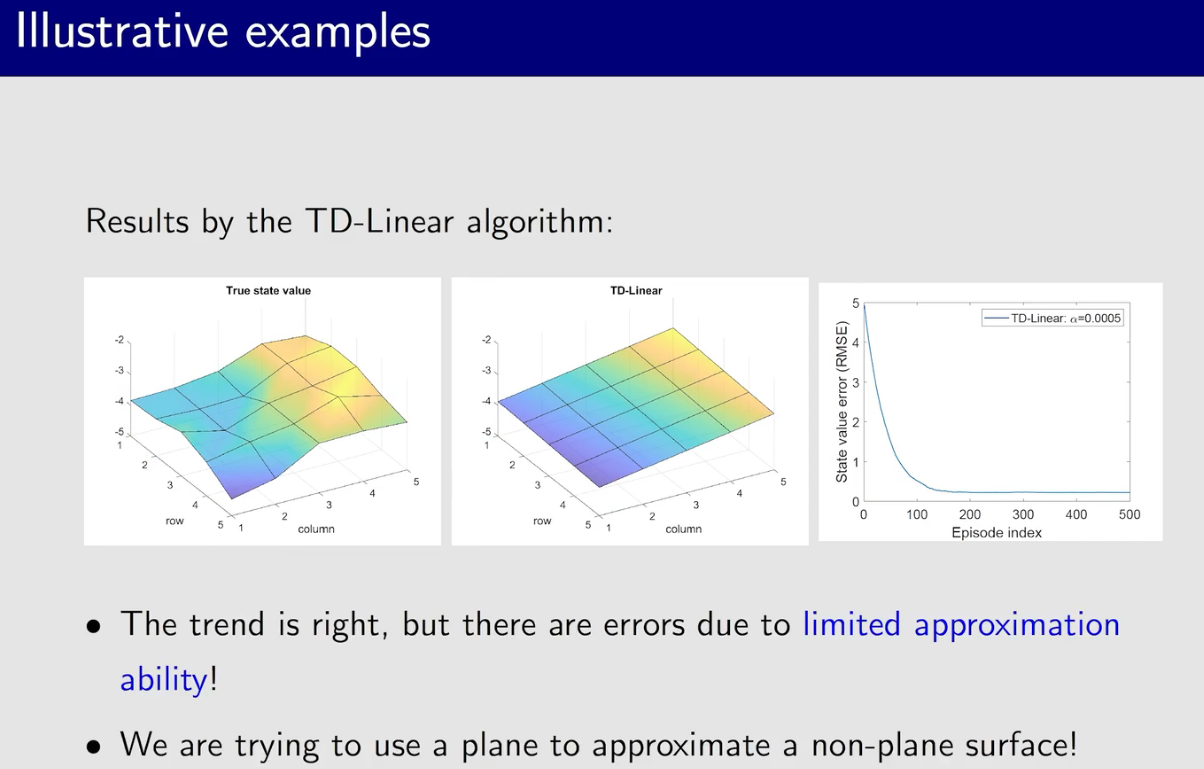 Illustrative examples
Results by the TD-Linear algorithm:
True state value
-2
-3
-4
-5
1
2
3
4
5
row
1
2
3
4
5
column
TD-Linear
-2
-3
-4
-5
1
2
3
4
5
row
1
2
3
4
5
column
5
4
3
2
1
0
State value error (RMSE)
TD-Linear: α=0.0005
0 100 200 300 400 500
Episode index
• The trend is right, but there are errors due to limited approximation
ability!
• We are trying to use a plane to approximate a non-plane surface!